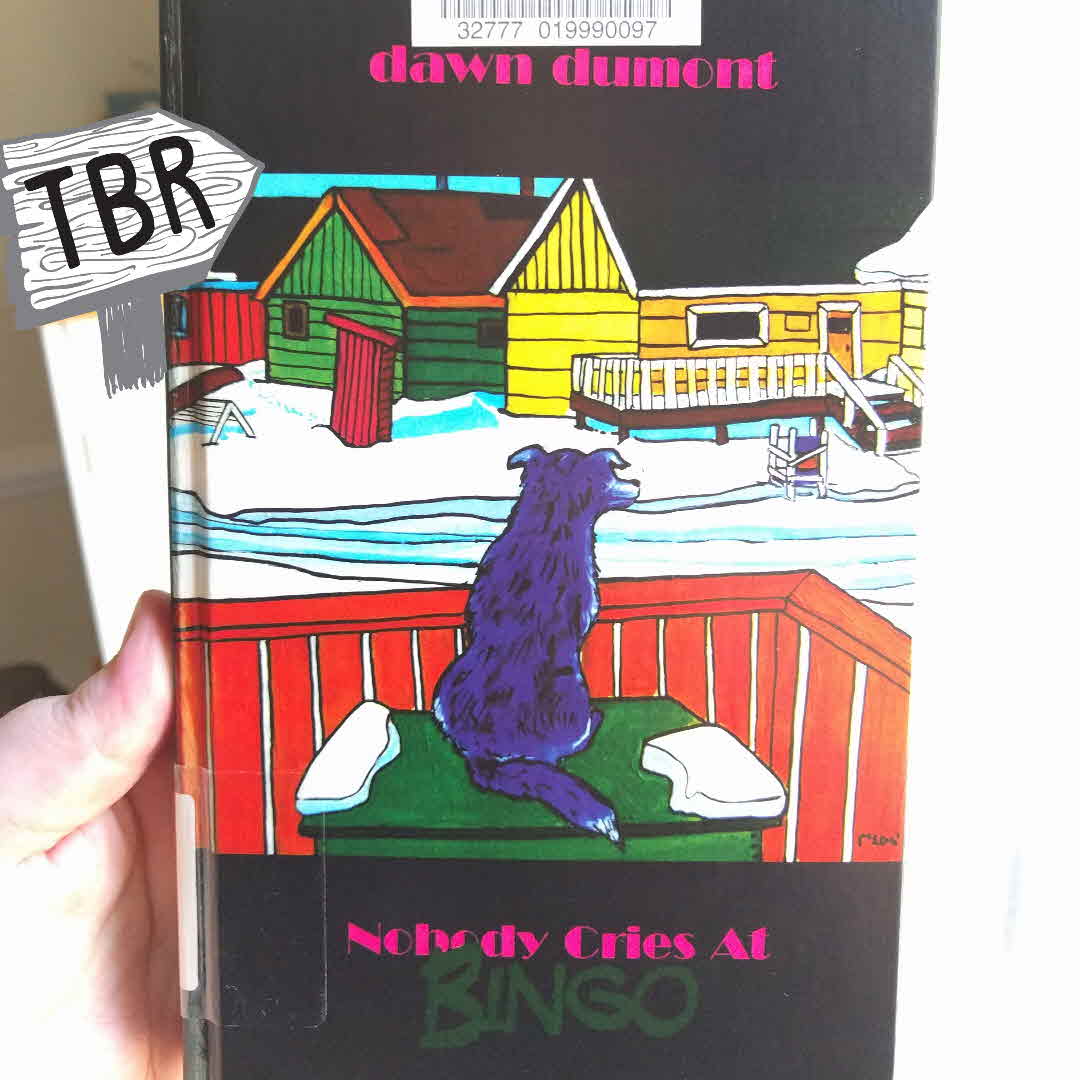 32777 019990097
dawn dumont
TBR
Nobody Cries At
BINGO